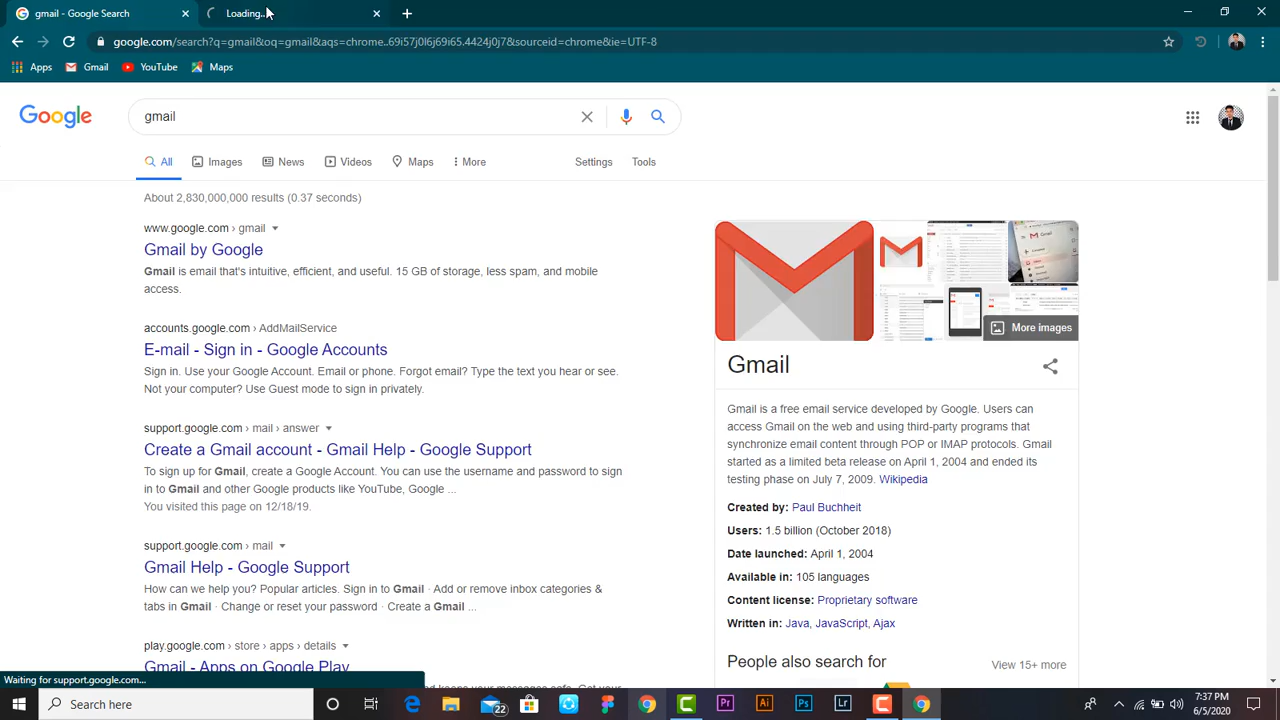 gmail - Google Search
Loading...
google.com/search?q=gmail&oq=gmail&aqs=chrome..69i57j0l6j69i65.4424j0j7&sourceid=chrome&ie=UTF-8
Apps
Gmail
YouTube
Maps
Google
gmail
All
Images
News
Videos
Maps
More
Settings
Tools
About 2,830,000,000 results (0.37 seconds)
www.google.com › gmail
Gmail by Google
Gmail is email that's intuitive, efficient, and useful. 15 GB of storage, less spam, and mobile
access.
accounts.google.com › AddMailService
E-mail - Sign in - Google Accounts
Sign in. Use your Google Account. Email or phone. Forgot email? Type the text you hear or see.
Not your computer? Use Guest mode to sign in privately.
support.google.com › mail › answer
Create a Gmail account - Gmail Help - Google Support
To sign up for Gmail, create a Google Account. You can use the username and password to sign
in to Gmail and other Google products like YouTube, Google ...
You visited this page on 12/18/19.
support.google.com › mail
Gmail Help - Google Support
How can we help you? Popular articles. Sign in to Gmail · Add or remove inbox categories &
tabs in Gmail · Change or reset your password · Create a Gmail ...
play.google.com › store › apps › details
Gmail - Apps on Google Play
More images
Gmail
Gmail is a free email service developed by Google. Users can
access Gmail on the web and using third-party programs that
synchronize email content through POP or IMAP protocols. Gmail
started as a limited beta release on April 1, 2004 and ended its
testing phase on July 7, 2009. Wikipedia
Created by: Paul Buchheit
Users: 1.5 billion (October 2018)
Date launched: April 1, 2004
Available in: 105 languages
Content license: Proprietary software
Written in: Java, JavaScript, Ajax
People also search for
View 15+ more
Waiting for support.google.com...
Search here
22
Pr
Ai
Ps
Lr
7:37 PM
6/5/2020